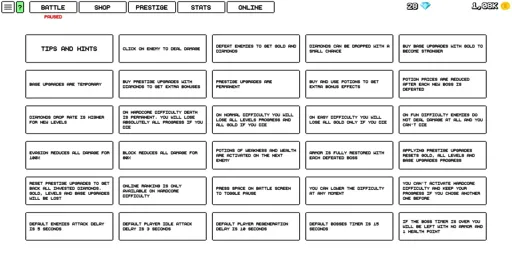 BATTLE
SHOP
PRESTIGE
STATS
ONLINE
PAUSED
?
TIPS AND HINTS
CLICK ON ENEMY TO DEAL DAMAGE
DEFEAT ENEMIES TO GET GOLD AND
DIAMONDS
DIAMONDS CAN BE DROPPED WITH A
SMALL CHANCE
BUY BASE UPGRADES WITH GOLD TO
BECOME STRONGER
BASE UPGRADES ARE TEMPORARY
BUY PRESTIGE UPGRADES WITH
DIAMONDS TO GET EXTRA BONUSES
PRESTIGE UPGRADES ARE
PERMANENT
BUY AND USE POTIONS TO GET
EXTRA BONUS EFFECTS
POTION PRICES ARE REDUCED
AFTER EACH NEW BOSS IS
DEFEATED
DIAMONDS DROP RATE IS HIGHER
FOR NEW LEVELS
ON HARDCORE DIFFICULTY DEATH
IS PERMANENT. YOU WILL LOSE
ABSOLUTELY ALL PROGRESS IF YOU
DIE
ON NORMAL DIFFICULTY YOU WILL
LOSE ALL LEVELS PROGRESS AND
ALL GOLD IF YOU DIE
ON EASY DIFFICULTY YOU WILL
LOSE ALL GOLD ONLY IF YOU DIE
ON FUN DIFFICULTY ENEMIES DO
NOT DEAL DAMAGE AT ALL AND YOU
CAN'T DIE
EVASION REDUCES ALL DAMAGE FOR
100%
BLOCK REDUCES ALL DAMAGE FOR
80%
POTIONS OF WEAKNESS AND HEALTH
ARE ACTIVATED ON THE NEXT
ENEMY
ARMOR IS FULLY RESTORED WITH
EACH DEFEATED BOSS
APPLYING PRESTIGE UPGRADES
RESETS GOLD, ALL LEVELS AND
BASE UPGRADES PROGRESS
RESET PRESTIGE UPGRADES TO GET
BACK ALL INVESTED DIAMONDS.
GOLD, LEVELS AND BASE UPGRADES
WILL BE LOST
ONLINE RANKING IS ONLY
AVAILABLE ON HARDCORE
DIFFICULTY
PRESS SPACE ON BATTLE SCREEN
TO TOGGLE PAUSE
YOU CAN LOWER THE DIFFICULTY
AT ANY MOMENT
YOU CAN'T ACTIVATE HARDCORE
DIFFICULTY AND KEEP YOUR
PROGRESS IF YOU CHOSE ANOTHER
ONE BEFORE
DEFAULT ENEMIES ATTACK DELAY
IS 5 SECONDS
DEFAULT PLAYER IDLE ATTACK
DELAY IS 3 SECONDS
DEFAULT PLAYER REGENERATION
DELAY IS 10 SECONDS
DEFAULT BOSSES TIMER IS 15
SECONDS
IF THE BOSS TIMER IS OVER YOU
WILL BE LEFT WITH NO ARMOR AND
1 HEALTH POINT